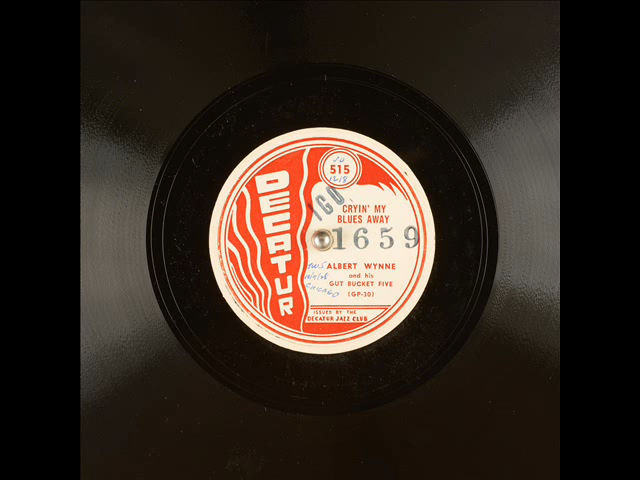 DECATUR
515
CRYIN' MY
BLUES AWAY
1659
ALBERT WYNNE
and his
GUT BUCKET FIVE
(GP-30)
CHICAGO
ISSUED BY THE
DECATUR JAZZ CLUB